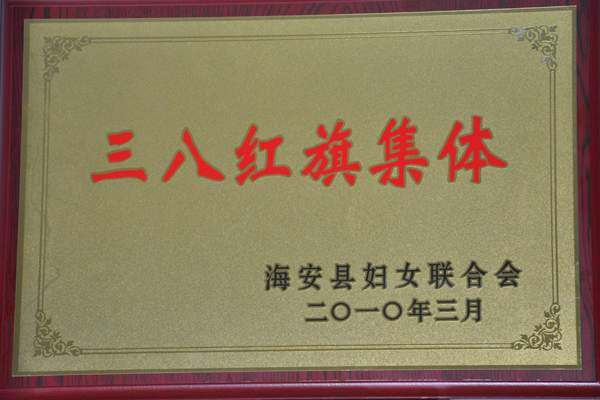 三八红旗集体
海安县妇女联合会
二〇一〇年三月